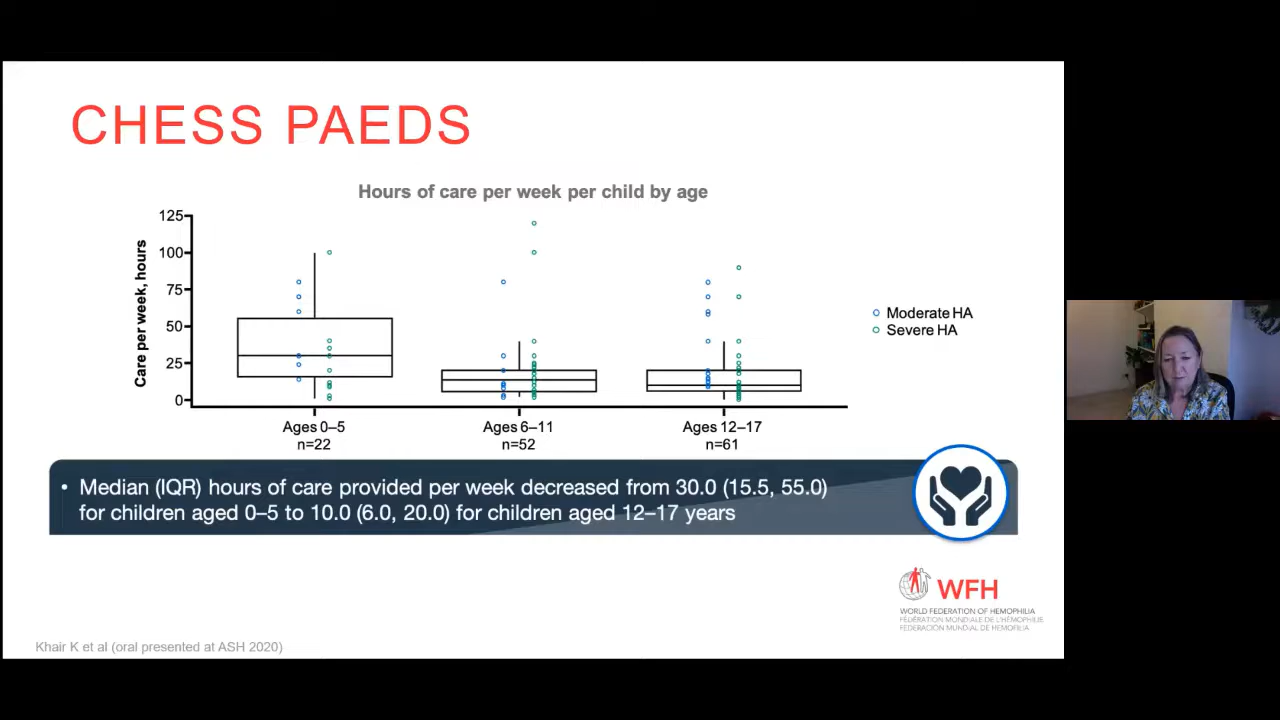 CHESS PAEDS
Hours of care per week per child by age
Care per week, hours
125
100
75
50
25
0
Ages 0–5
n=22
Ages 6–11
n=52
Ages 12–17
n=61
Moderate HA
Severe HA
• Median (IQR) hours of care provided per week decreased from 30.0 (15.5, 55.0)
for children aged 0–5 to 10.0 (6.0, 20.0) for children aged 12–17 years
WFH
WORLD FEDERATION OF HEMOPHILIA
FÉDÉRATION MONDIALE DE L'HÉMOPHILIE
FEDERACIÓN MUNDIAL DE HEMOFILIA
Khair K et al (oral presented at ASH 2020)